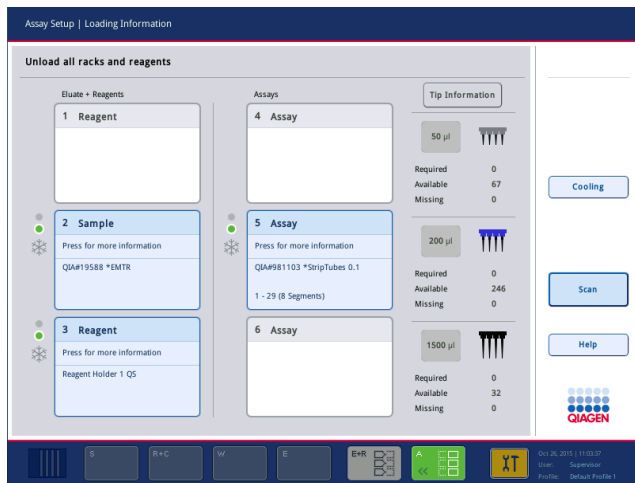 Assay Setup | Loading Information
Unload all racks and reagents
Eluate + Reagents
Assays
Tip Information
1 Reagent
4 Assay
50 µl
Required 0
Available 67
Missing 0
Cooling
2 Sample
Press for more information
QIA#19588 *EMTR
5 Assay
Press for more information
QIA#981103 *StripTubes 0.1
1 - 29 (8 Segments)
200 µl
Required 0
Available 246
Missing 0
Scan
3 Reagent
Press for more information
Reagent Holder 1 QS
6 Assay
1500 µl
Required 0
Available 32
Missing 0
Help
QIAGEN
S
R+C
W
E
E+R
A
Oct 26, 2015 | 11:03:37
User: Supervisor
Profile: Default Profile 1